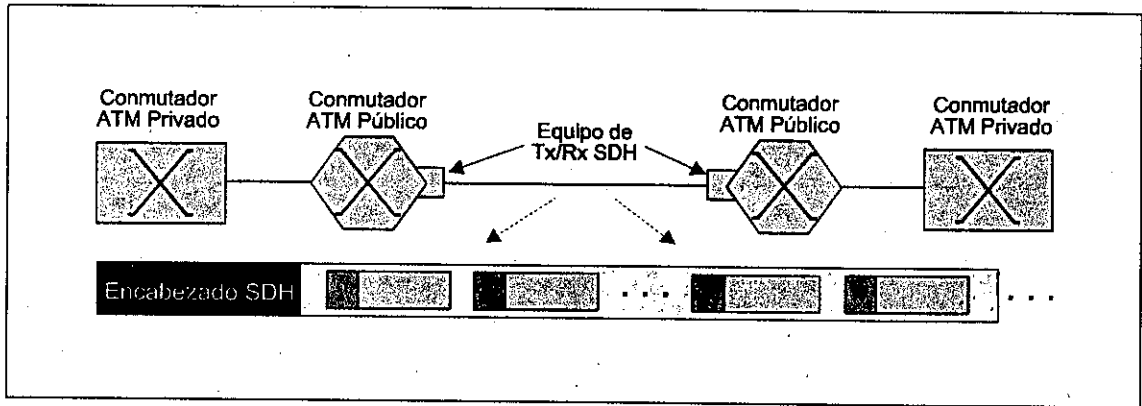 Conmutador
ATM Privado
Conmutador
ATM Público
Equipo de
Tx/Rx SDH
Conmutador
ATM Público
Conmutador
ATM Privado
Encabezado SDH